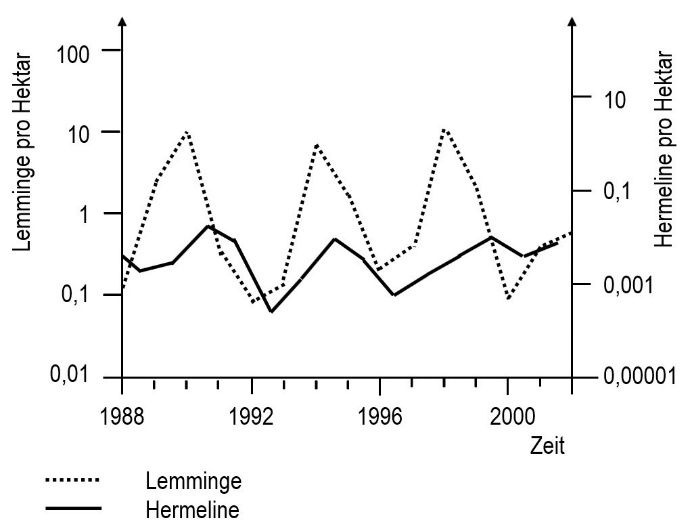 Lemminge pro Hektar
100
10
1
0,1
0,01
Hermeline pro Hektar
10
0,1
0,001
0,00001
1988 1992 1996 2000
Zeit
Lemminge
Hermeline